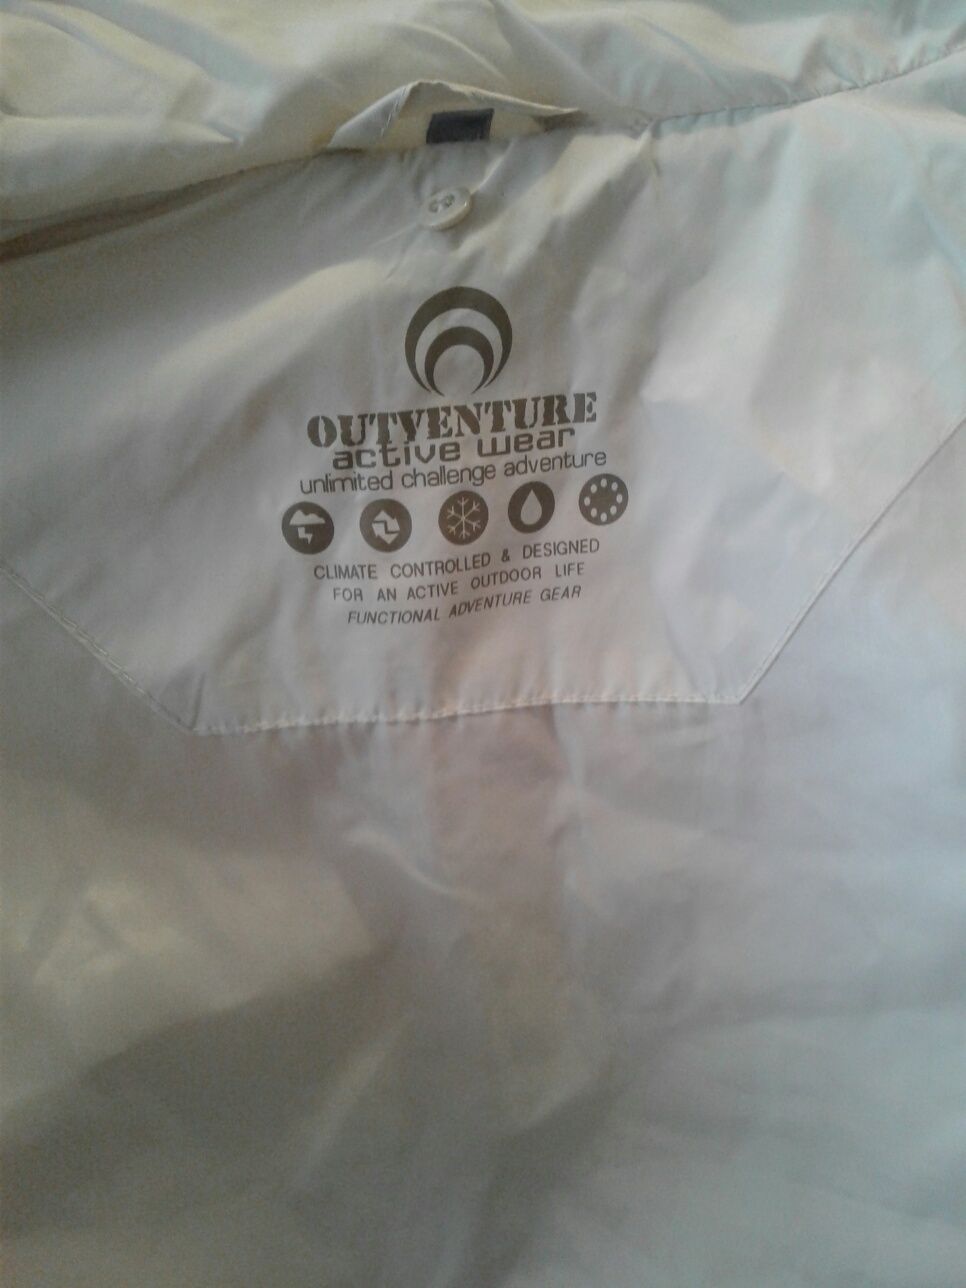 OUTVENTURE
active wear
unlimited challenge adventure
CLIMATE CONTROLLED & DESIGNED
FOR AN ACTIVE OUTDOOR LIFE
FUNCTIONAL ADVENTURE GEAR